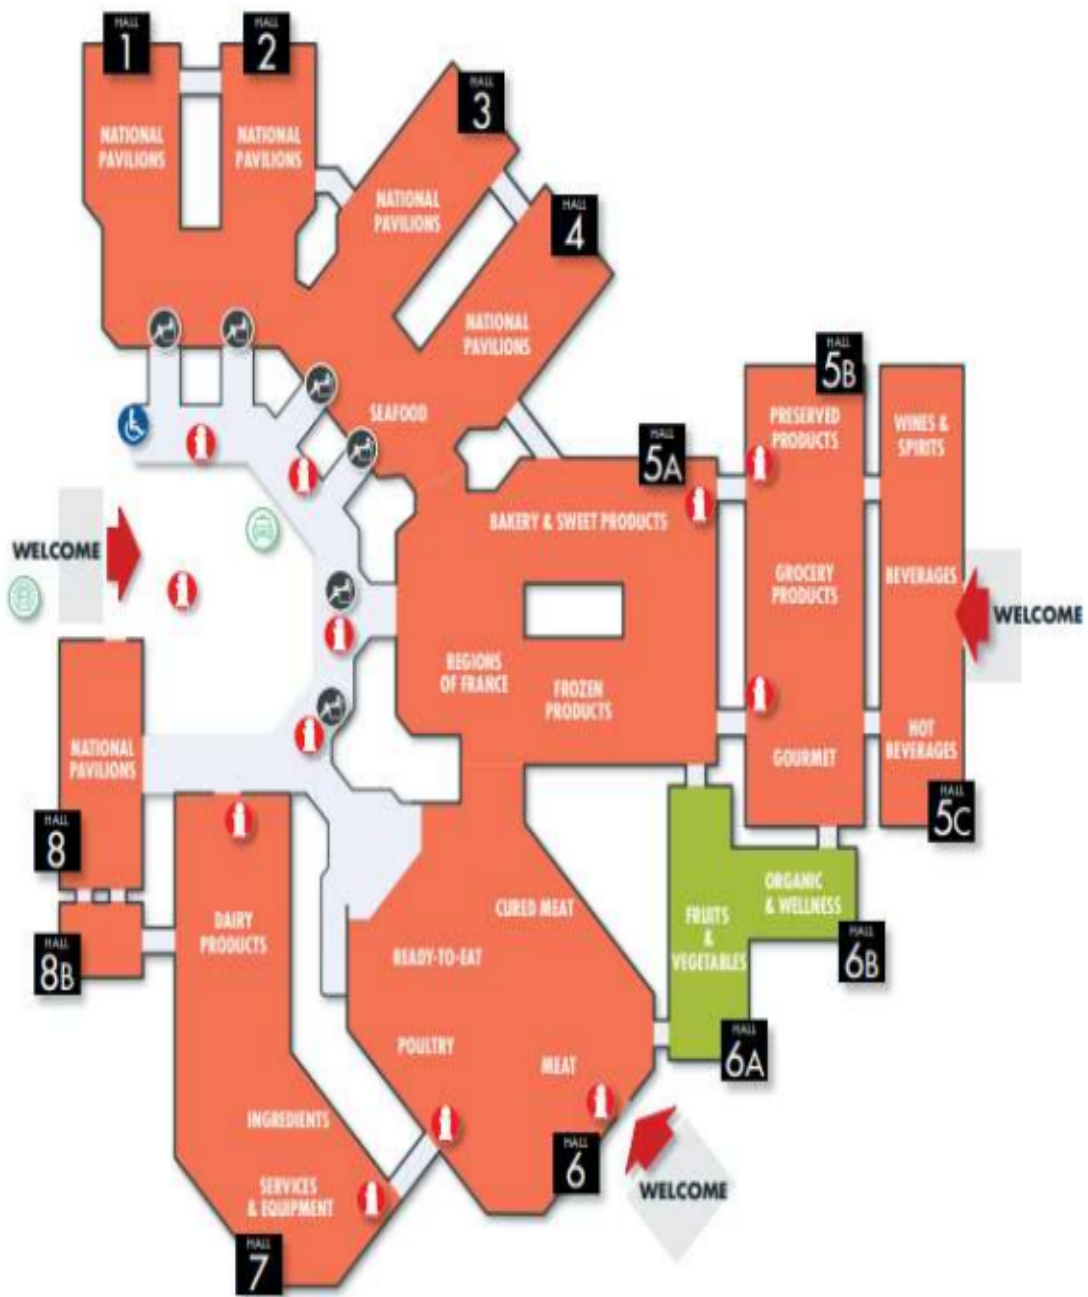 HALL
1
HALL
2
HALL
3
HALL
4
NATIONAL
PAVILIONS
NATIONAL
PAVILIONS
NATIONAL
PAVILIONS
NATIONAL
PAVILIONS
SEAFOOD
HALL
5A
HALL
5B
PRESERVED
PRODUCTS
WINES &
SPIRITS
BAKERY & SWEET PRODUCTS
WELCOME
GROCERY
PRODUCTS
BEVERAGES
WELCOME
REGIONS
OF FRANCE
FROZEN
PRODUCTS
GOURMET
HOT
BEVERAGES
HALL
5C
NATIONAL
PAVILIONS
HALL
8
HALL
8B
DAIRY
PRODUCTS
CURED MEAT
READY-TO-EAT
FRUITS
&
VEGETABLES
ORGANIC
& WELLNESS
HALL
6B
HALL
6A
POULTRY
MEAT
INGREDIENTS
SERVICES
& EQUIPMENT
HALL
6
WELCOME
HALL
7